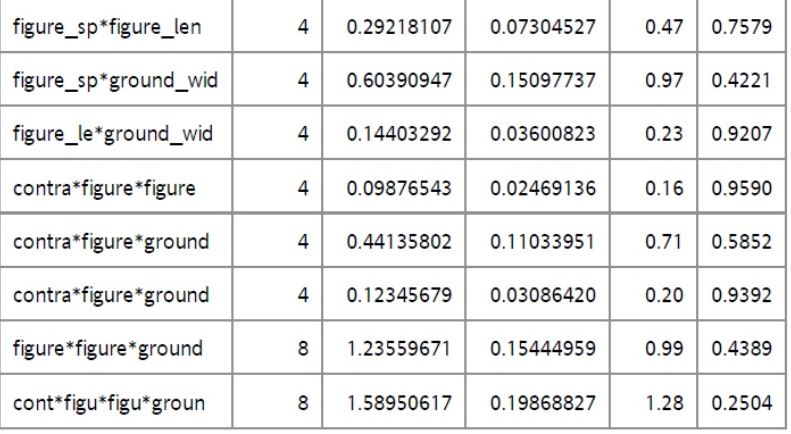 figure_sp*figure_len 4 0.29218107 0.07304527 0.47 0.7579
figure_sp*ground_wid 4 0.60390947 0.15097737 0.97 0.4221
figure_le*ground_wid 4 0.14403292 0.03600823 0.23 0.9207
contra*figure*figure 4 0.09876543 0.02469136 0.16 0.9590
contra*figure*ground 4 0.44135802 0.11033951 0.71 0.5852
contra*figure*ground 4 0.12345679 0.03086420 0.20 0.9392
figure*figure*ground 8 1.23559671 0.15444959 0.99 0.4389
cont*figu*figu*groun 8 1.58950617 0.19868827 1.28 0.2504